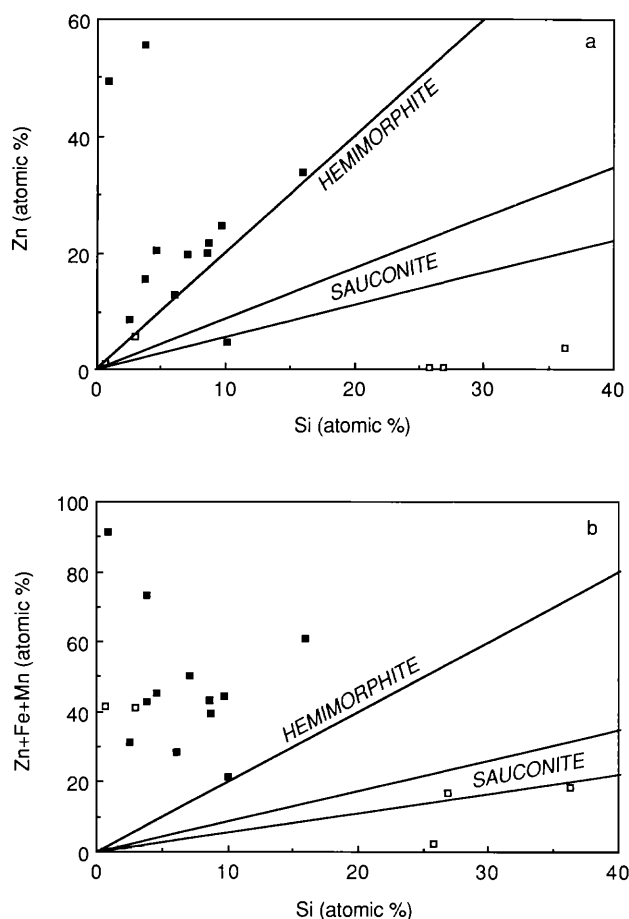 a
60
40
20
0
Zn (atomic %)
HEMIMORPHITE
SAUCONITE
0 10 20 30 40
Si (atomic %)
b
100
80
60
40
20
0
Zn+Fe+Mn (atomic %)
HEMIMORPHITE
SAUCONITE
0 10 20 30 40
Si (atomic %)